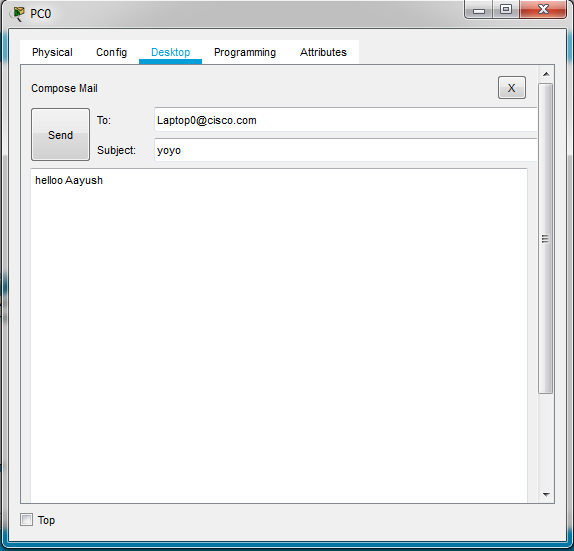 PC0
Physical Config Desktop Programming Attributes
Compose Mail
X
Send
To: Laptop0@cisco.com
Subject: yoyo
helloo Aayush
Top